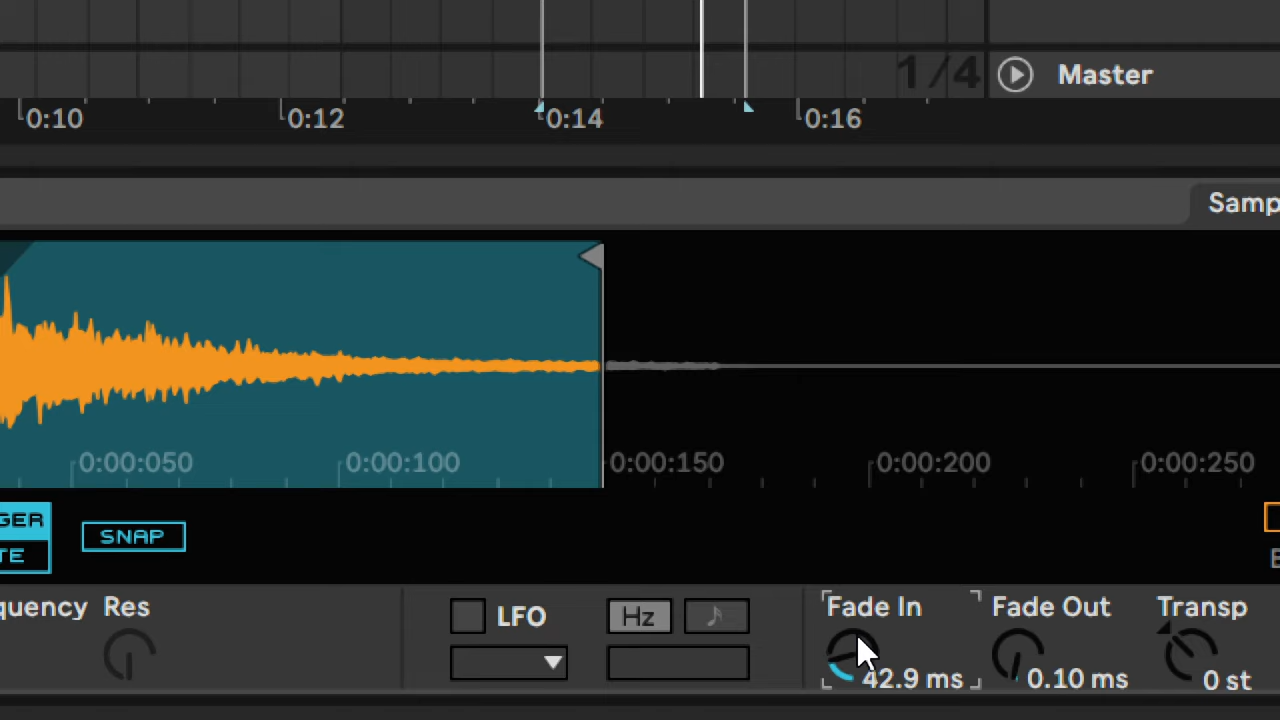 1/4
Master
0:10 0:12 0:14 0:16
Samp
0:00:050 0:00:100 0:00:150 0:00:200 0:00:250
GER
SNAP
TE
quency Res LFO Hz Fade In Fade Out Transp
42.9 ms 0.10 ms 0 st